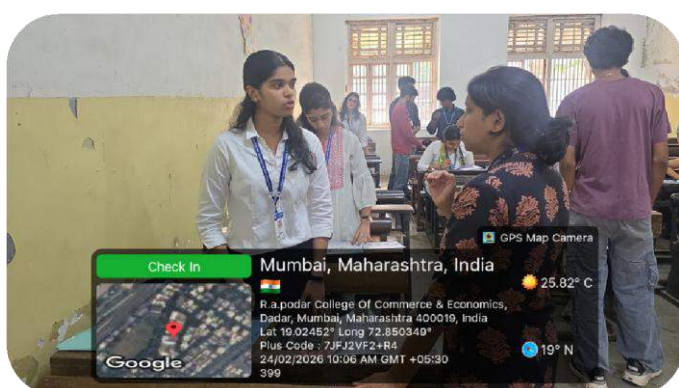 GPS Map Camera
Check In
Mumbai, Maharashtra, India
25.82° C
R.a.podar College Of Commerce & Economics,
Dadar, Mumbai, Maharashtra 400019, India
Lat 19.02452° Long 72.850349°
Plus Code : 7JFJ2VF2+R4
19° N
24/02/2026 10:06 AM GMT +05:30
399
Google